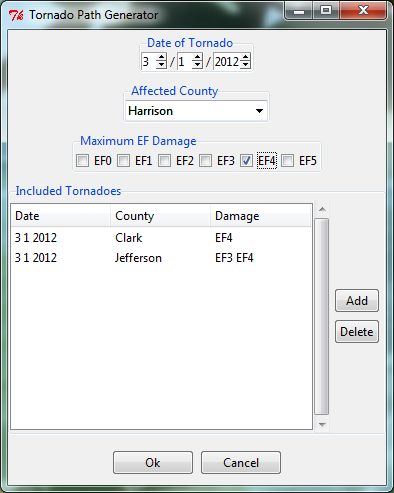 Tornado Path Generator
Date of Tornado
3 / 1 / 2012
Affected County
Harrison
Maximum EF Damage
EF0 EF1 EF2 EF3 EF4 EF5
Included Tornadoes
Date County Damage
3 1 2012 Clark EF4
3 1 2012 Jefferson EF3 EF4
Add
Delete
Ok Cancel